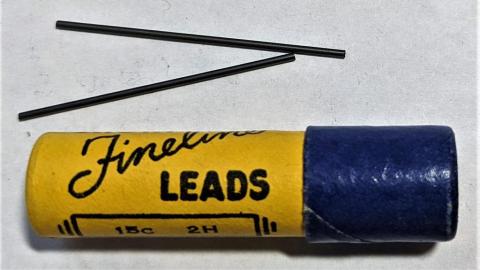 Fineline
LEADS
15c 2H